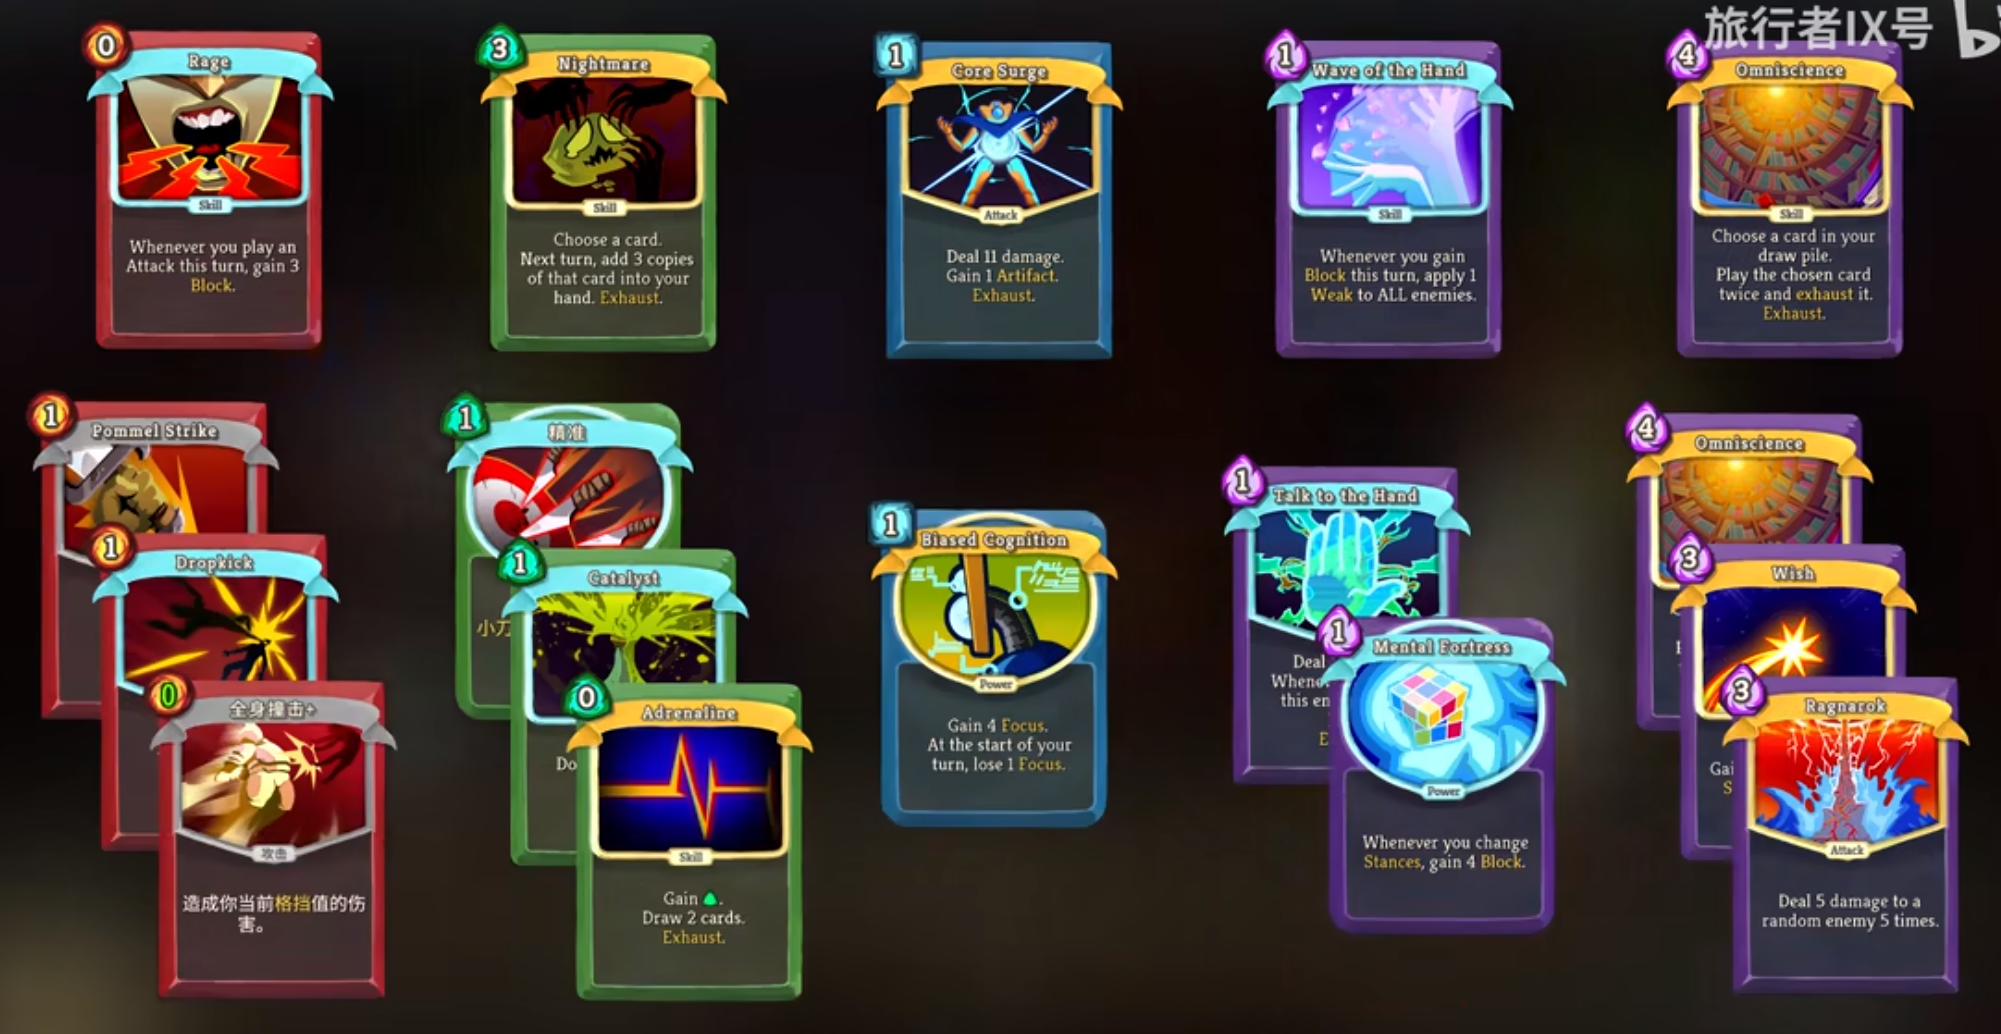 旅行者IX号
0
Rage
Skill
Whenever you play an
Attack this turn, gain 3
Block.
3
Nightmare
Skill
Choose a card.
Next turn, add 3 copies
of that card into your
hand. Exhaust.
1
Core Surge
Attack
Deal 11 damage.
Gain 1 Artifact.
Exhaust.
1
Wave of the Hand
Skill
Whenever you gain
Block this turn, apply 1
Weak to ALL enemies.
4
Omniscience
Skill
Choose a card in your
draw pile.
Play the chosen card
twice and exhaust it.
Exhaust.
1
Pommel Strike
1
Dropkick
0
全身撞击+
攻击
造成你当前格挡值的伤
害。
1
精准
小刀
1
Catalyst
Do
0
Adrenaline
Skill
Gain
.
Draw 2 cards.
Exhaust.
1
Biased Cognition
Power
Gain 4 Focus.
At the start of your
turn, lose 1 Focus.
1
Talk to the Hand
Deal
Whene
this en
E
1
Mental Fortress
Power
Whenever you change
Stances, gain 4 Block.
4
Omniscience
3
Wish
Gai
S
3
Ragnarok
Attack
Deal 5 damage to a
random enemy 5 times.